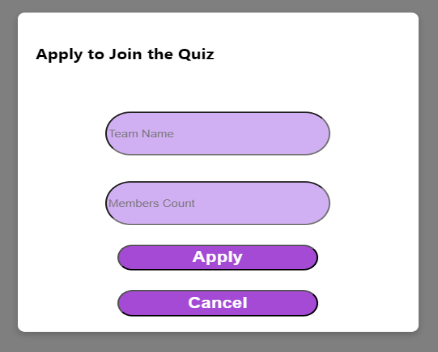 Apply to Join the Quiz
Team Name
Members Count
Apply
Cancel